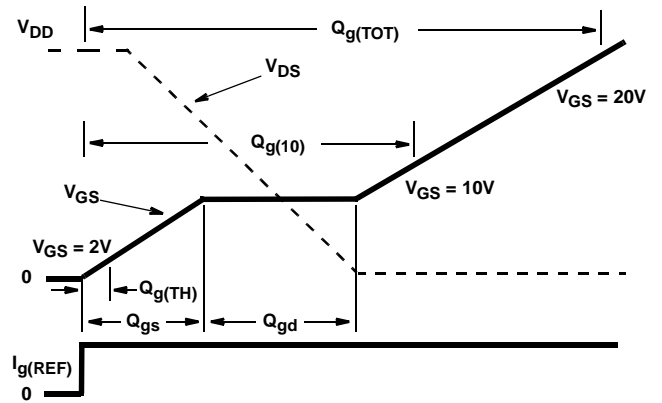 V_DD
Q_g(TOT)
V_DS
V_GS = 20V
Q_g(10)
V_GS
V_GS = 10V
V_GS = 2V
0
Q_g(TH)
Q_gs
Q_gd
I_g(REF)
0